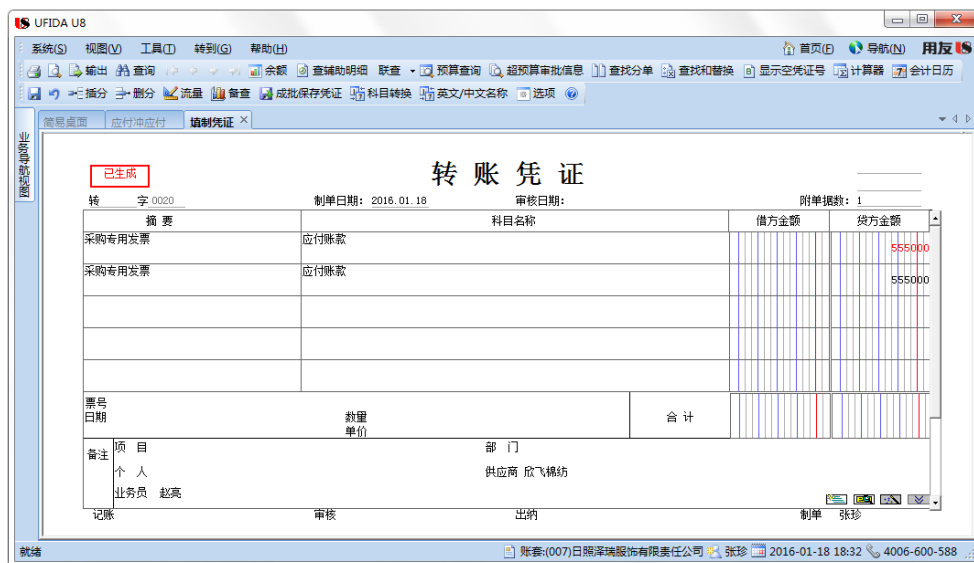 UFIDA U8
系统(S) 视图(V) 工具(T) 转到(G) 帮助(H) 首页(F) 导航(N) 用友
输出 查询 余额 查辅助明细 联查 预算查询 超预算审批信息 查找分单 查找和替换 显示空凭证号 计算器 会计日历
插分 删分 流量 备查 成批保存凭证 科目转换 英文/中文名称 选项
简易桌面 应付冲应付 填制凭证
业务导航视图
已生成
转账凭证
转 字 0020 制单日期: 2016.01.18 审核日期: 附单据数: 1
摘要 科目名称 借方金额 贷方金额
采购专用发票 应付账款 555000
采购专用发票 应付账款 555000
票号
日期 数量 合计
单价
备注 项目 部门
个人 供应商 欣飞棉纺
业务员 赵亮
记账 审核 出纳 制单 张珍
就绪 账套:(007)日照泽瑞服饰有限责任公司 张珍 2016-01-18 18:32 4006-600-588